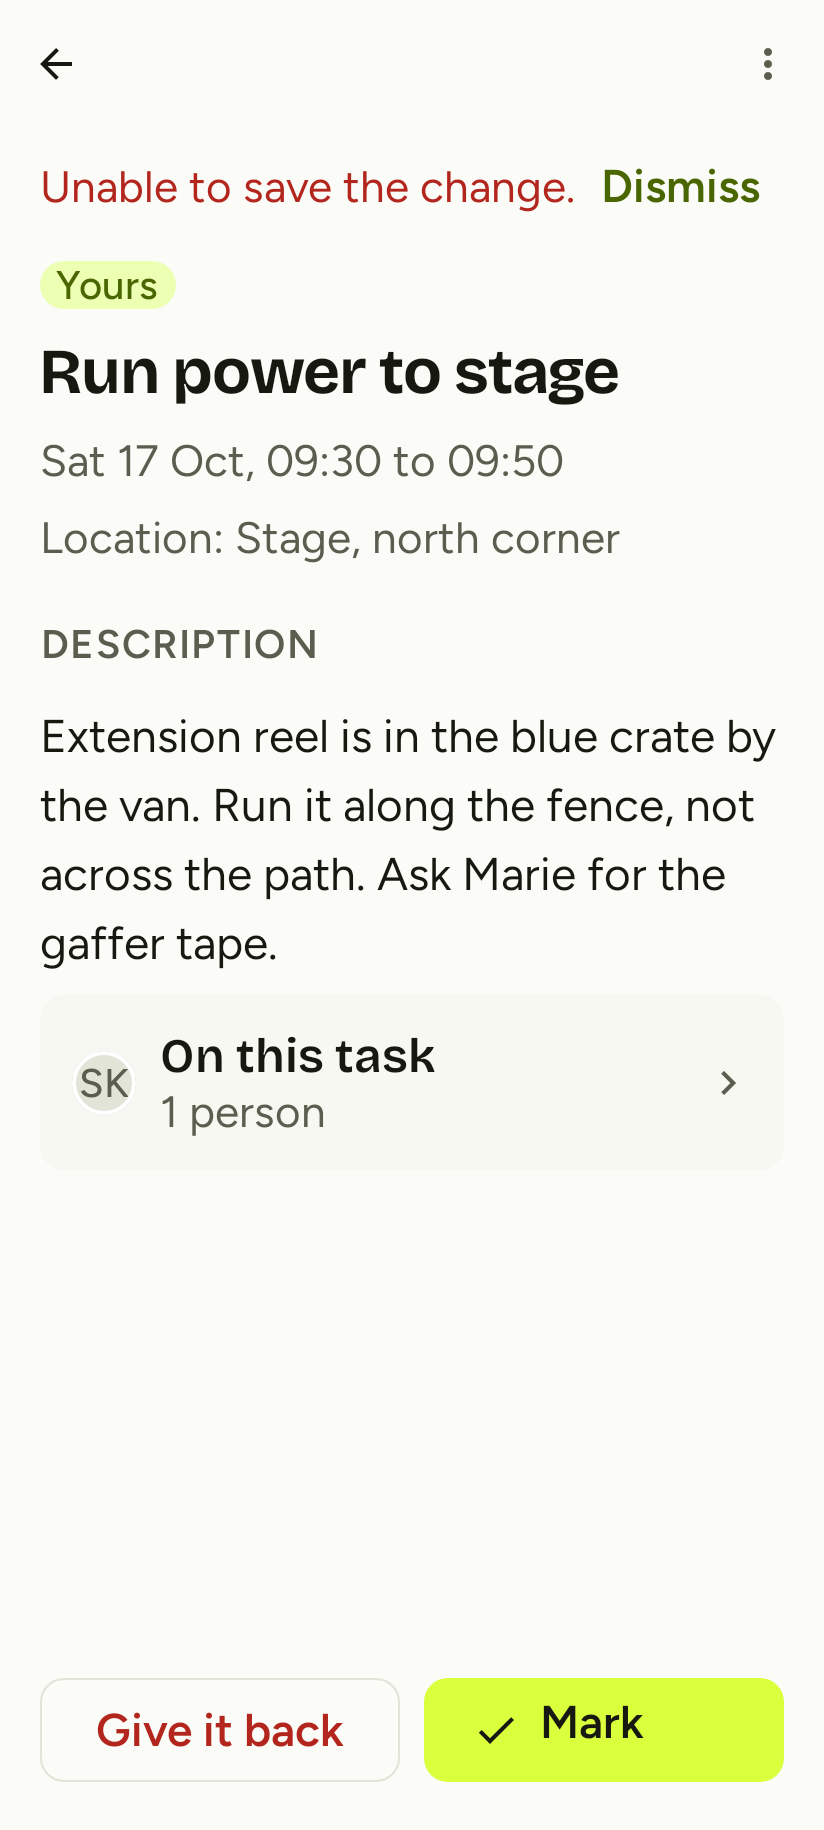 Unable to save the change. Dismiss
Yours
Run power to stage
Sat 17 Oct, 09:30 to 09:50
Location: Stage, north corner
DESCRIPTION
Extension reel is in the blue crate by
the van. Run it along the fence, not
across the path. Ask Marie for the
gaffer tape.
SK
On this task
1 person
Give it back
Mark